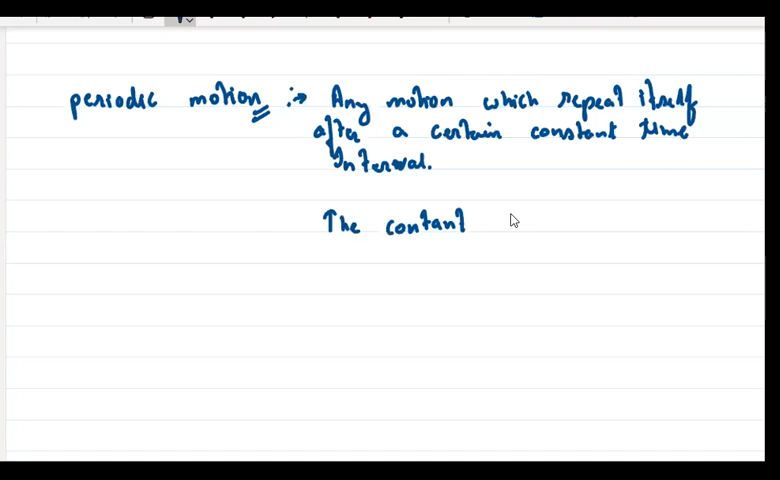 periodic motion :→ Any motion which repeat itself
after a certain constant time
Interval.
The contant